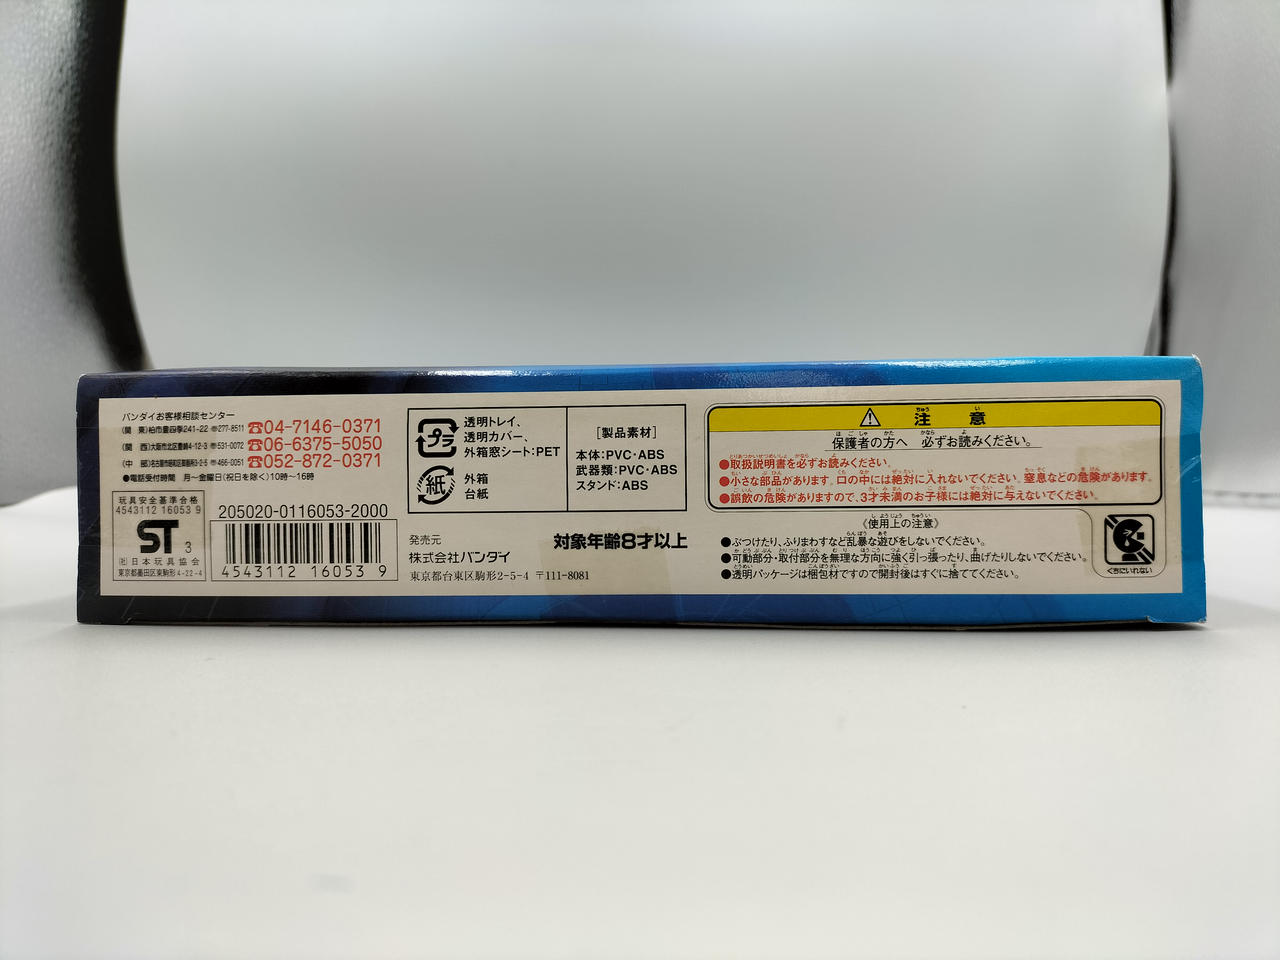 バンダイお客様相談センター
(関 東)柏市豊四季241-22 〒277-8511 ☎04-7146-0371
(関 西)大阪市北区豊崎4-12-3 〒531-0072 ☎06-6375-5050
(中 部)名古屋市昭和区御器所3-2-5 〒466-0051 ☎052-872-0371
●電話受付時間 月〜金曜日(祝日を除く)10時〜16時
玩具安全基準合格
4543112 16053 9
ST 3
(社)日本玩具協会
東京都墨田区東駒形4-22-4
205020-0116053-2000
4543112 160539
プラ
透明トレイ、
透明カバー、
外箱窓シート:PET
紙
外箱
台紙
[製品素材]
本体:PVC・ABS
武器類:PVC・ABS
スタンド:ABS
発売元
株式会社バンダイ
東京都台東区駒形2-5-4 〒111-8081
対象年齢8才以上
注意
保護者の方へ 必ずお読みください。
●取扱説明書を必ずお読みください。
●小さな部品があります。口の中には絶対に入れないでください。窒息などの危険があります。
●誤飲の危険がありますので、3才未満のお子様には絶対に与えないでください。
《使用上の注意》
●ぶつけたり、ふりまわすなど乱暴な遊びをしないでください。
●可動部分・取付部分を無理な方向に強く引っ張ったり、曲げたりしないでください。
●透明パッケージは梱包材ですので開封後はすぐに捨ててください。
くちにいれない